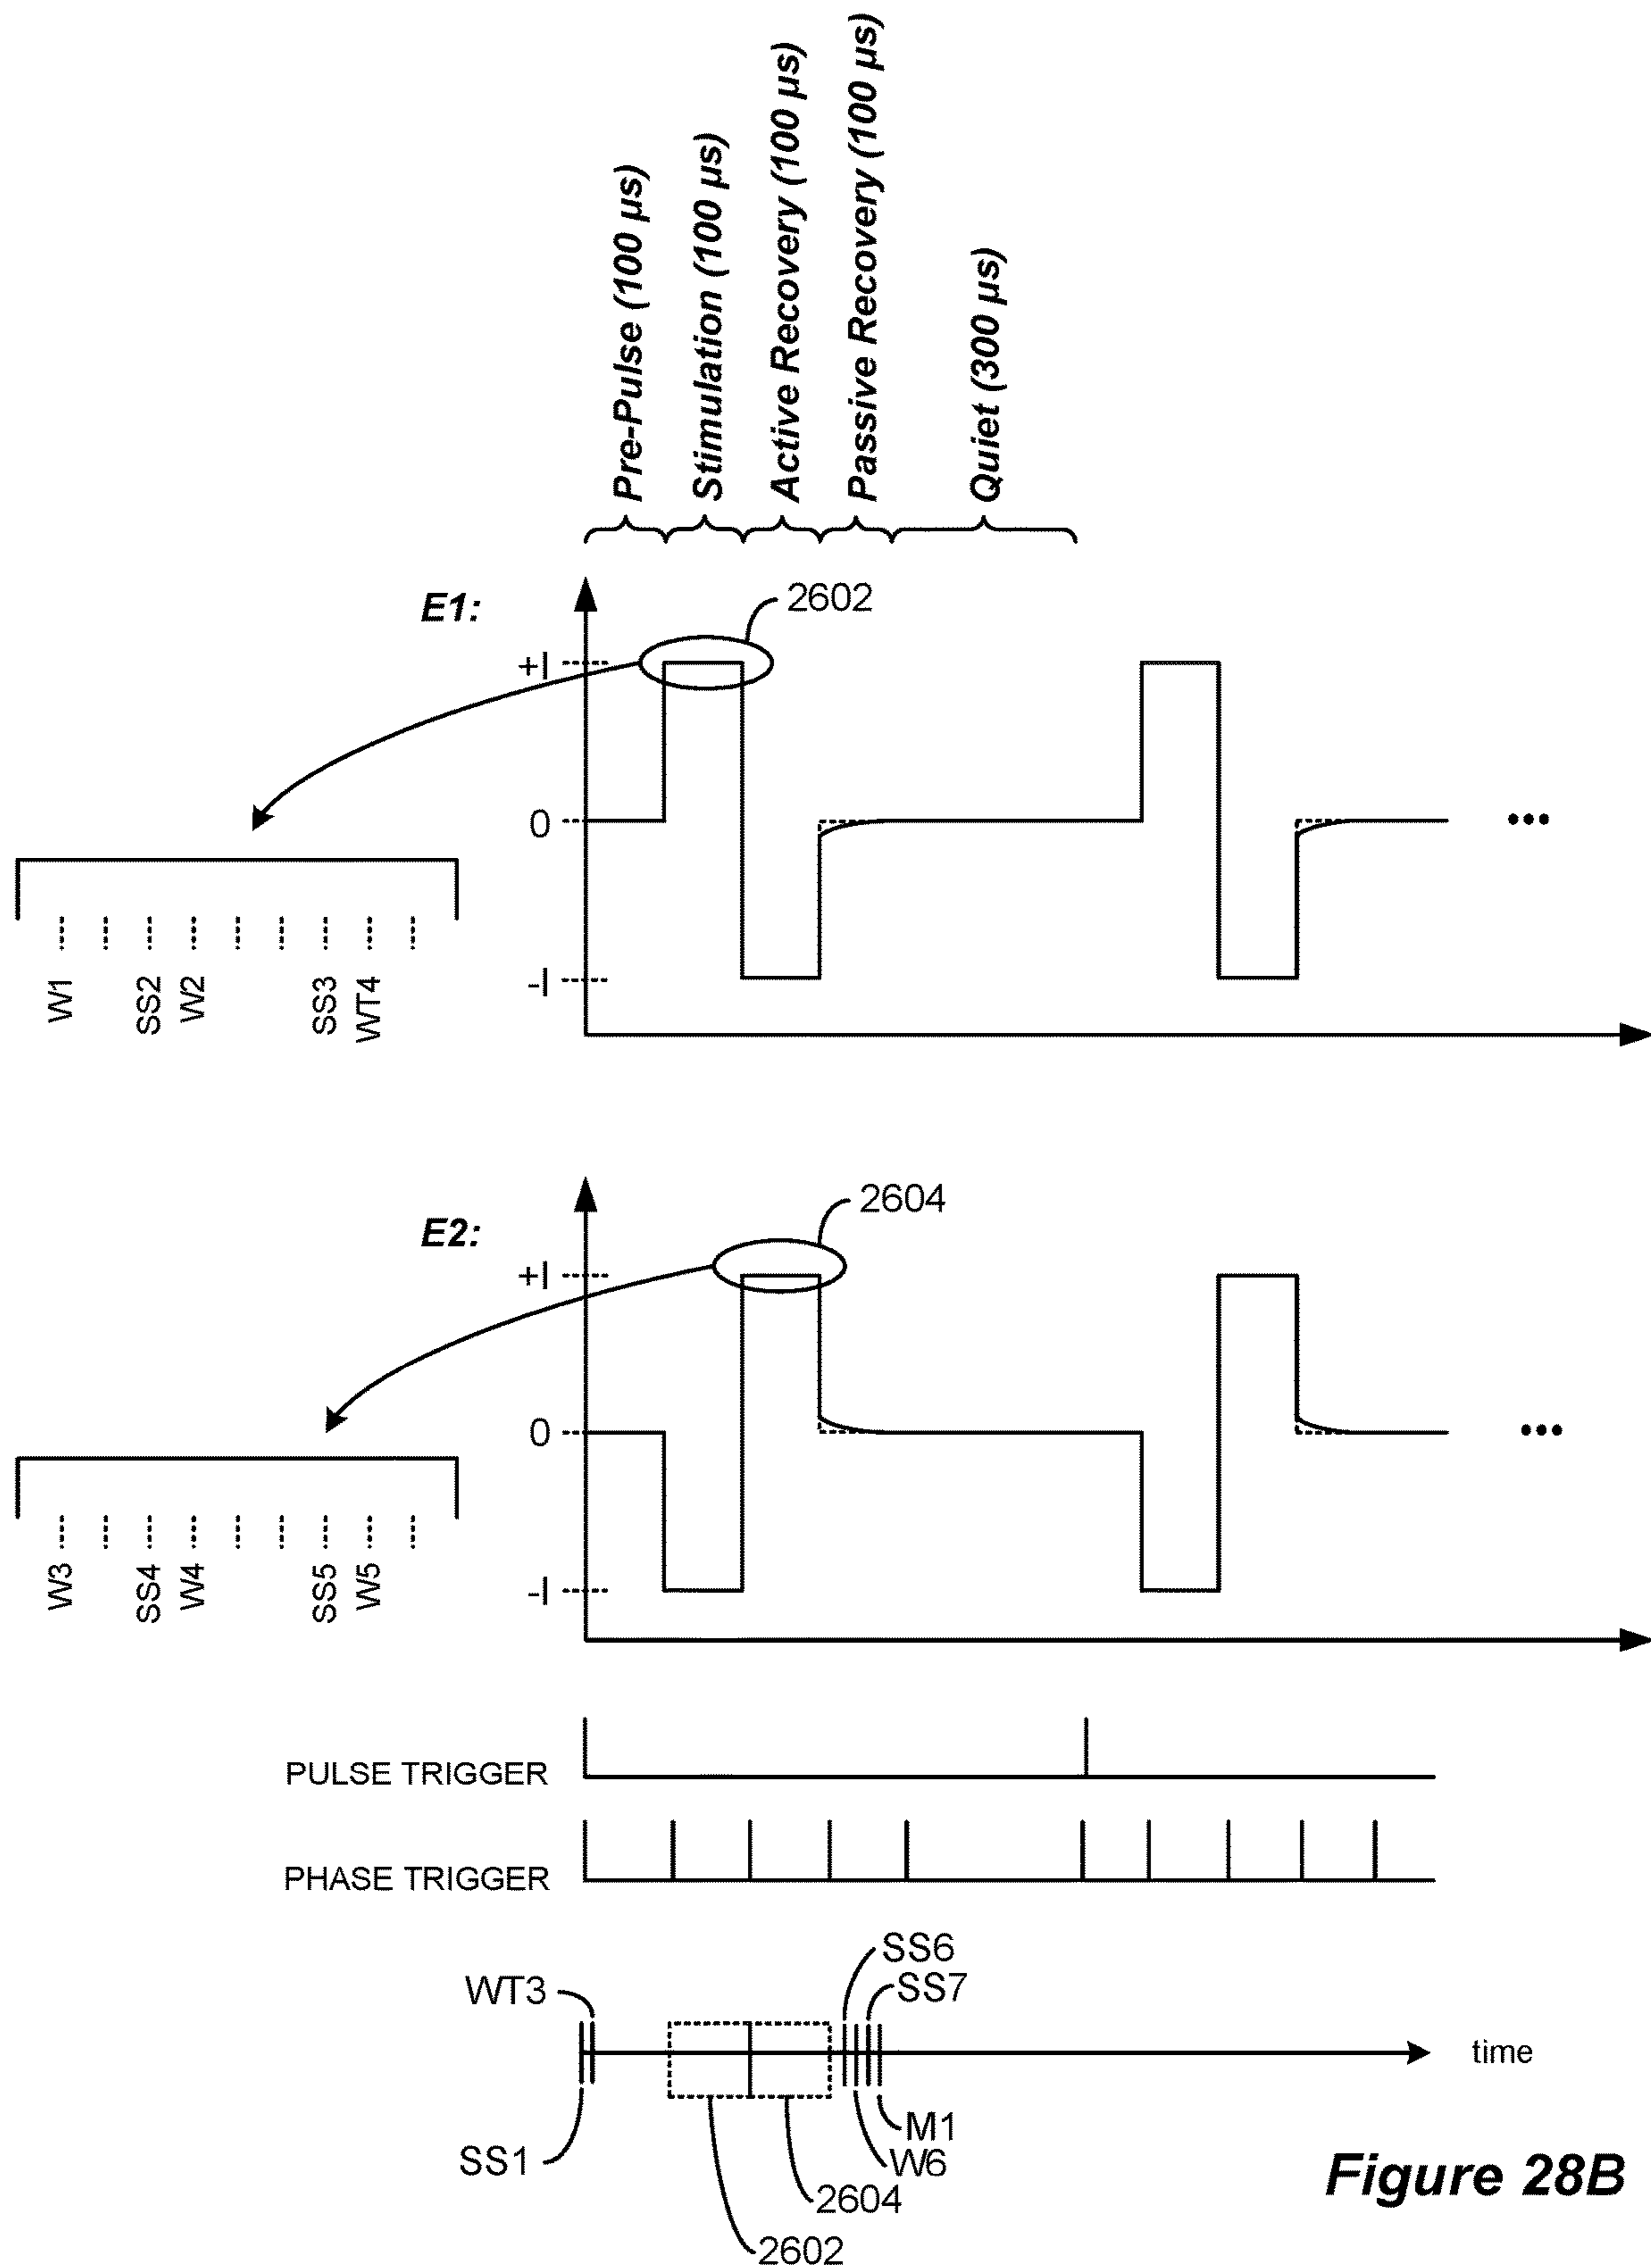 Pre-Pulse (100 µs)
Stimulation (100 µs)
Active Recovery (100 µs)
Passive Recovery (100 µs)
Quiet (300 µs)
E1:
2602
+I
0
-I
•••
W1
SS2
W2
SS3
WT4
E2:
2604
+I
0
-I
•••
W3
SS4
W4
SS5
W5
PULSE TRIGGER
PHASE TRIGGER
SS6
WT3
SS7
time
M1
SS1
W6
2604
2602
Figure 28B